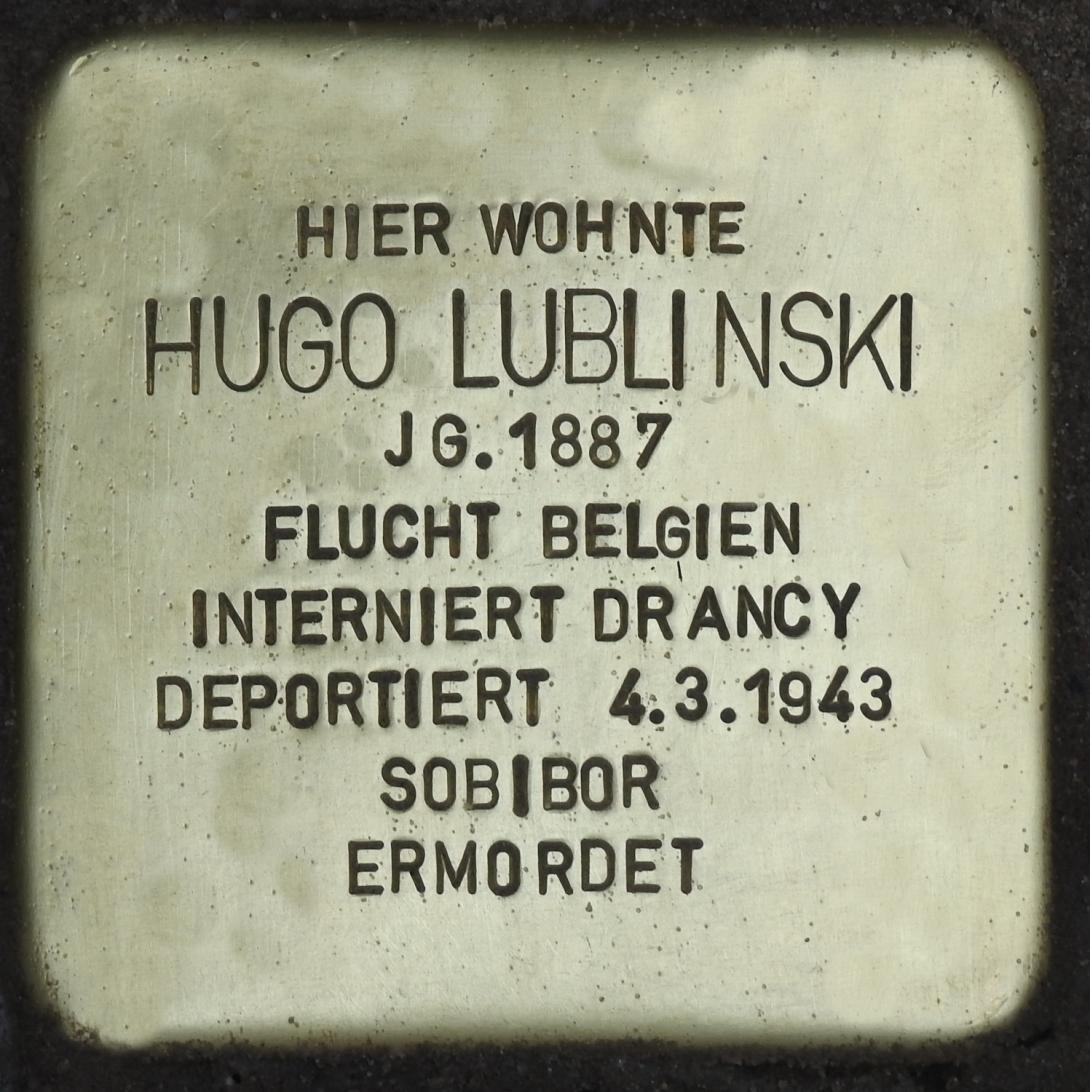 HIER WOHNTE
HUGO LUBLINSKI
JG. 1887
FLUCHT BELGIEN
INTERNIERT DRANCY
DEPORTIERT 4.3.1943
SOBIBOR
ERMORDET